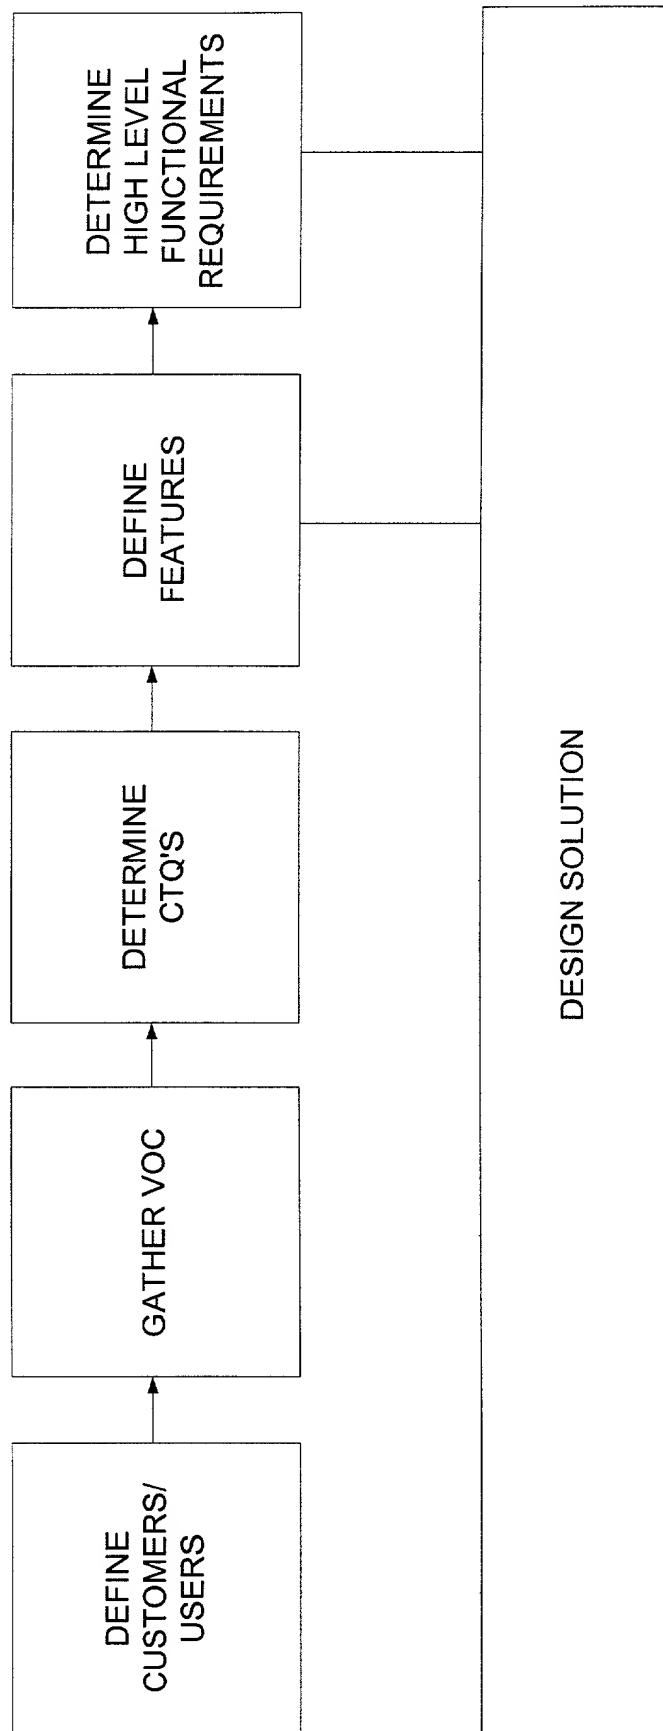 DEFINE
CUSTOMERS/
USERS
GATHER VOC
DETERMINE
CTQ'S
DEFINE
FEATURES
DETERMINE
HIGH LEVEL
FUNCTIONAL
REQUIREMENTS
DESIGN SOLUTION